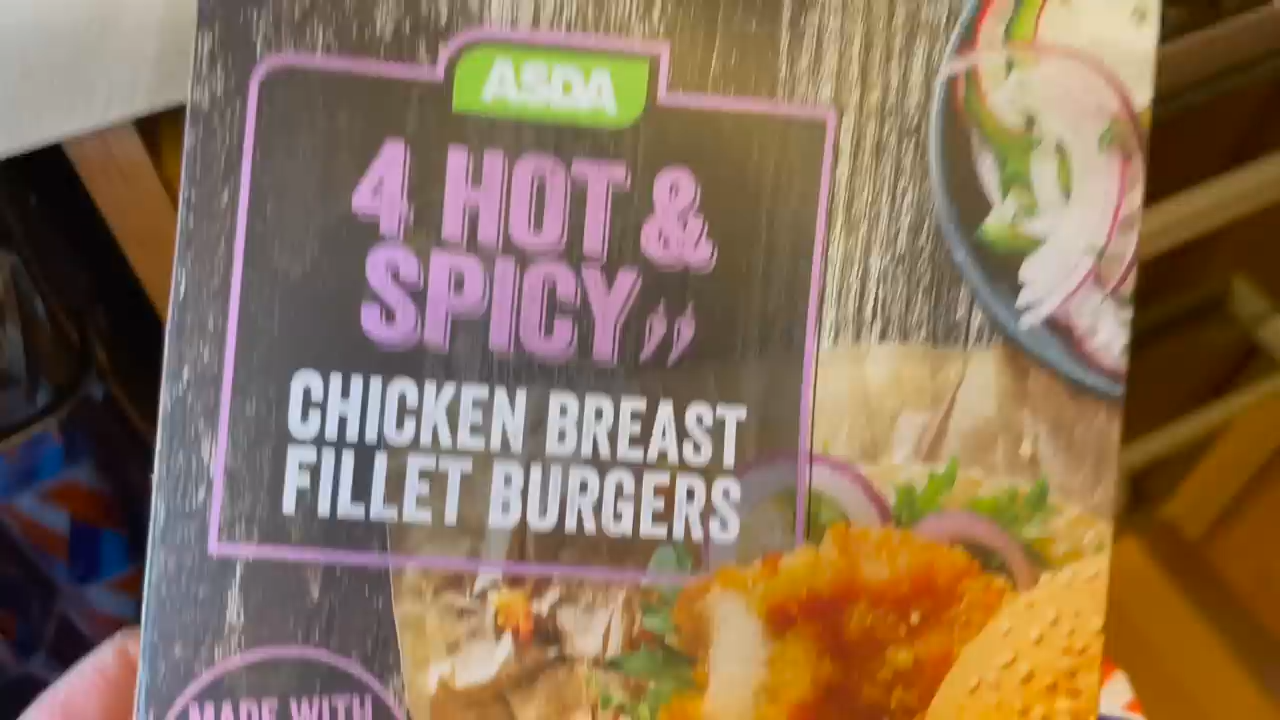 ASDA
4 HOT &
SPICY
CHICKEN BREAST
FILLET BURGERS
MADE WITH